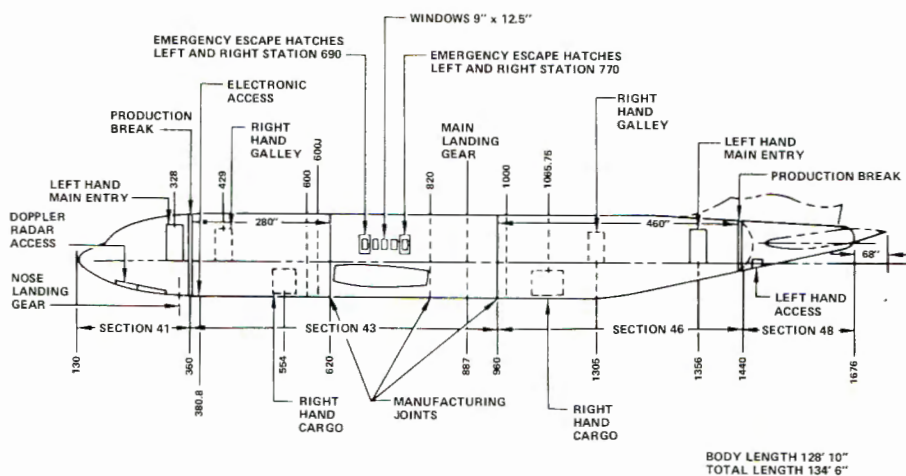 WINDOWS 9" x 12.5"
EMERGENCY ESCAPE HATCHES
LEFT AND RIGHT STATION 690
EMERGENCY ESCAPE HATCHES
LEFT AND RIGHT STATION 770
ELECTRONIC
ACCESS
RIGHT
HAND
GALLEY
PRODUCTION
BREAK
RIGHT
HAND
GALLEY
MAIN
LANDING
GEAR
LEFT HAND
MAIN ENTRY
PRODUCTION BREAK
LEFT HAND
MAIN ENTRY
328
429
600
600J
820
1000
1065.75
DOPPLER
RADAR
ACCESS
280"
460"
68"
NOSE LANDING
GEAR
LEFT HAND
ACCESS
SECTION 41
SECTION 43
SECTION 46
SECTION 48
130
360
380.8
554
620
887
960
1305
1356
1440
1676
RIGHT
HAND
CARGO
MANUFACTURING
JOINTS
RIGHT
HAND
CARGO
BODY LENGTH 128' 10"
TOTAL LENGTH 134' 6"